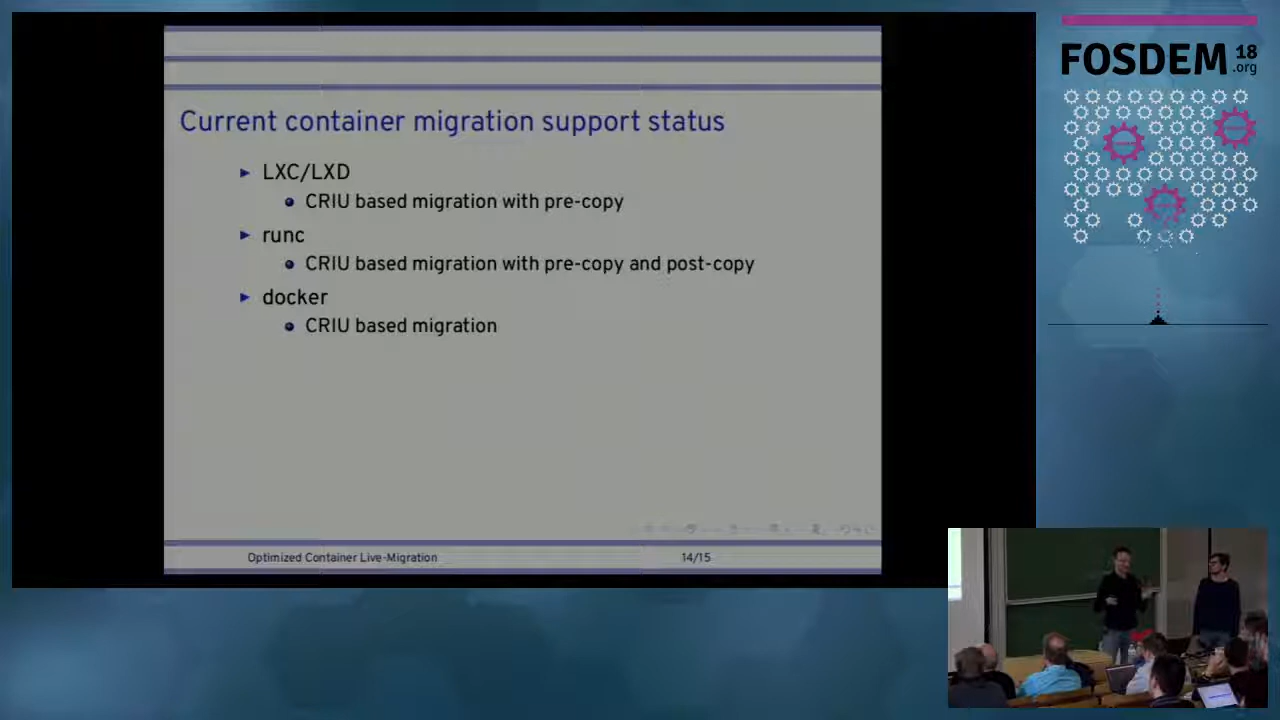 Current container migration support status
LXC/LXD
CRIU based migration with pre-copy
runc
CRIU based migration with pre-copy and post-copy
docker
CRIU based migration
Optimized Container Live-Migration
14/15
FOSDEM 18
.org